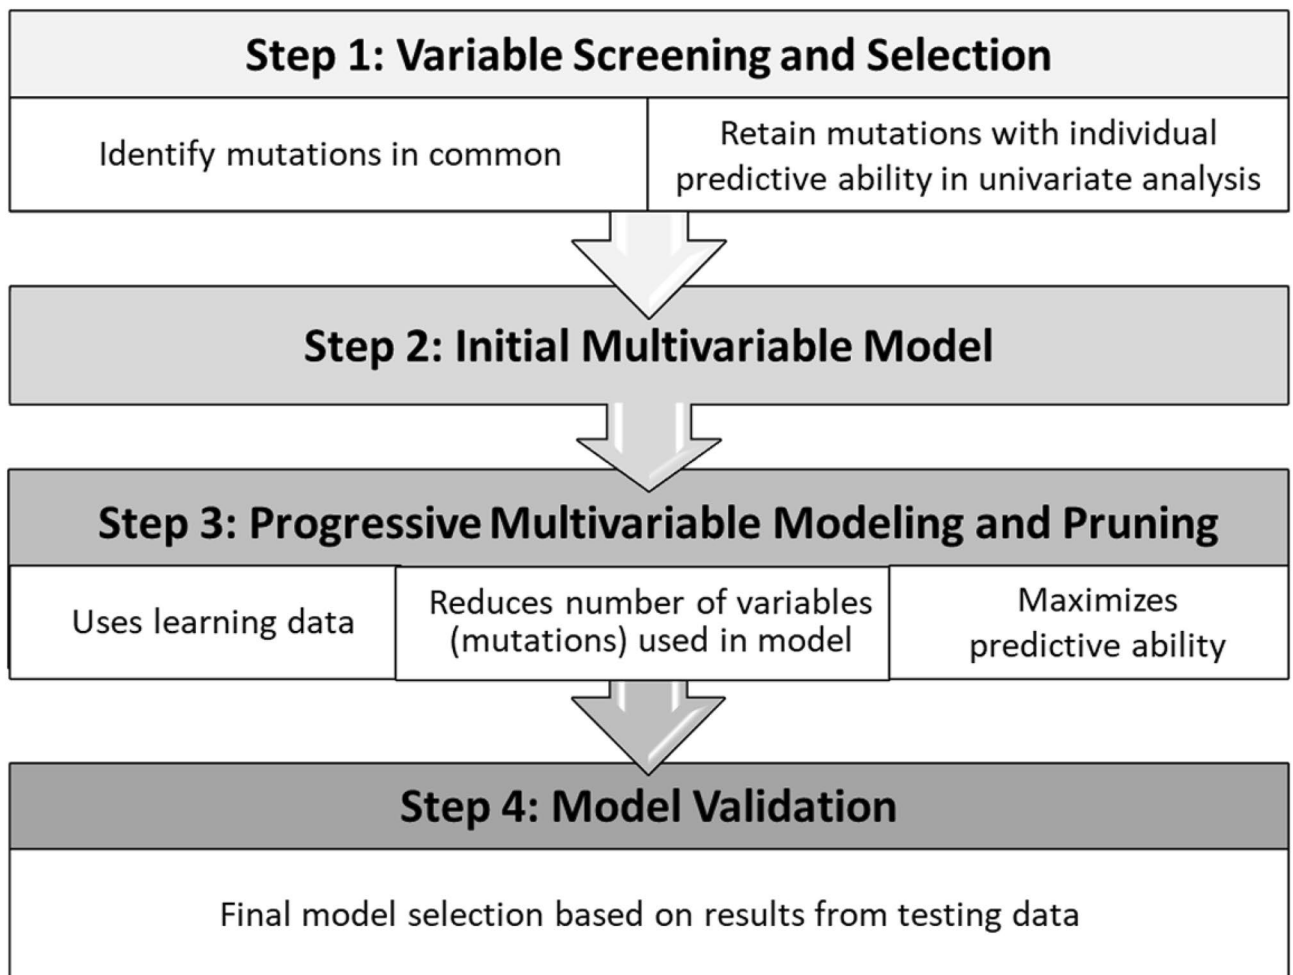 Step 1: Variable Screening and Selection
Identify mutations in common
Retain mutations with individual
predictive ability in univariate analysis
Step 2: Initial Multivariable Model
Step 3: Progressive Multivariable Modeling and Pruning
Uses learning data
Reduces number of variables
(mutations) used in model
Maximizes
predictive ability
Step 4: Model Validation
Final model selection based on results from testing data